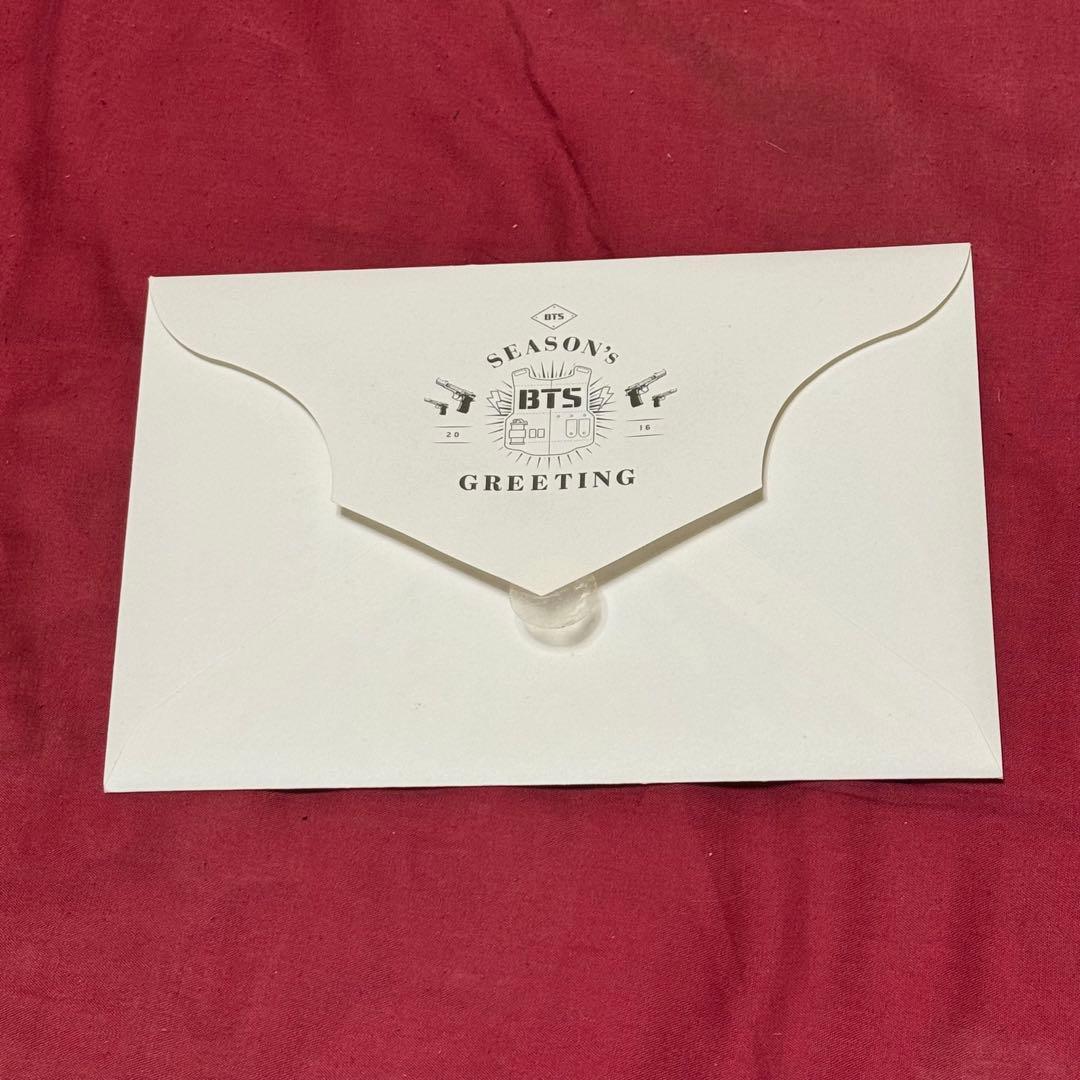 BTS
SEASON's
BTS
20 16
GREETING